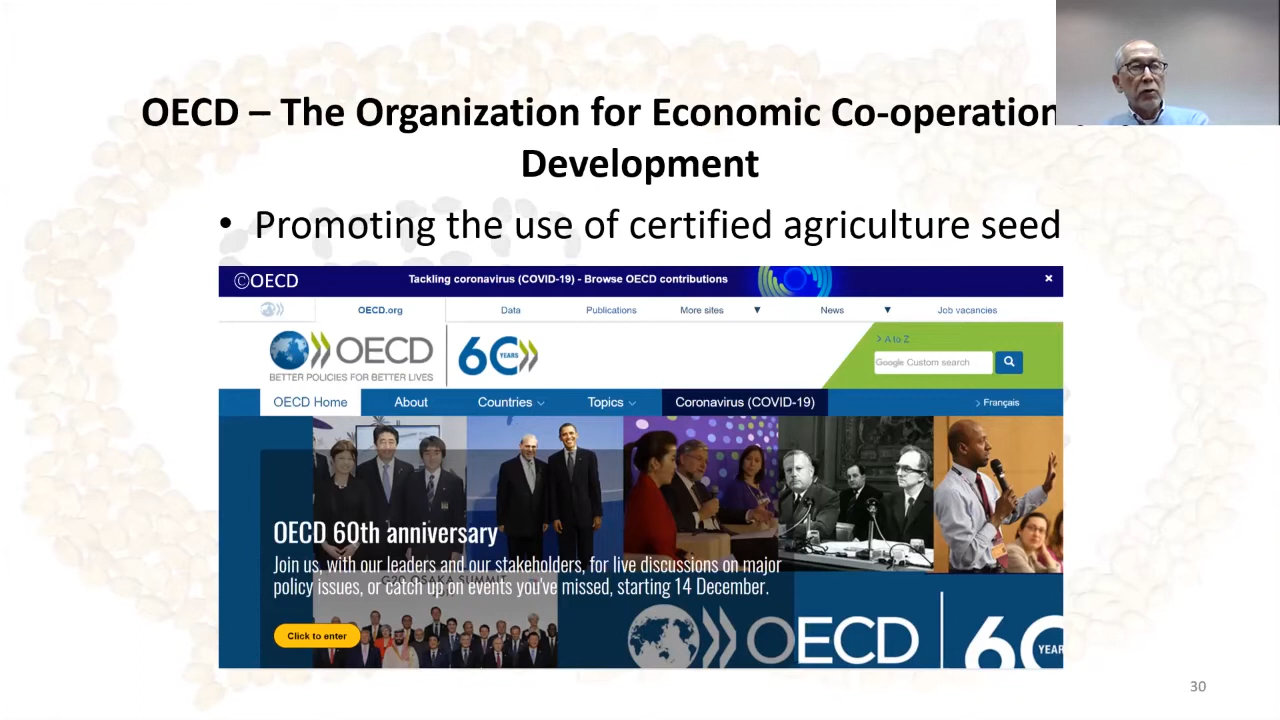 OECD – The Organization for Economic Co-operation
Development
• Promoting the use of certified agriculture seed
©OECD
Tackling coronavirus (COVID-19) - Browse OECD contributions
OECD.org
Data
Publications
More sites
News
Job vacancies
OECD
BETTER POLICIES FOR BETTER LIVES
60 YEARS
A to Z
Google Custom search
OECD Home
About
Countries
Topics
Coronavirus (COVID-19)
Français
OECD 60th anniversary
Join us, with our leaders and our stakeholders, for live discussions on major
G20 OSAKA SUMMIT
policy issues, or catch up on events you've missed, starting 14 December.
Click to enter
OECD
60 YEAR
30